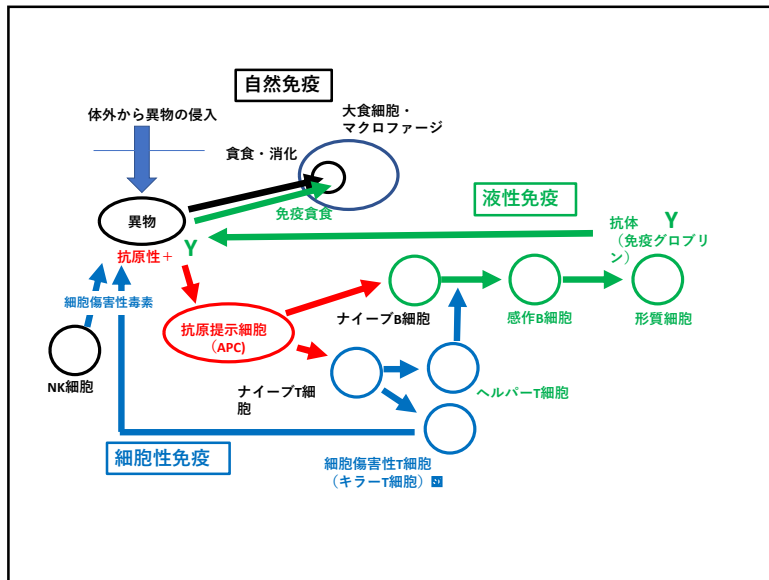 自然免疫
体外から異物の侵入
大食細胞・
マクロファージ
貪食・消化
異物
免疫貪食
液性免疫
抗体 Y
（免疫グロブリ
ン）
抗原性＋ Y
細胞傷害性毒素
抗原提示細胞
（APC)
ナイーブB細胞
感作B細胞
形質細胞
NK細胞
ナイーブT細
胞
ヘルパーT細胞
細胞性免疫
細胞傷害性T細胞
（キラーT細胞）